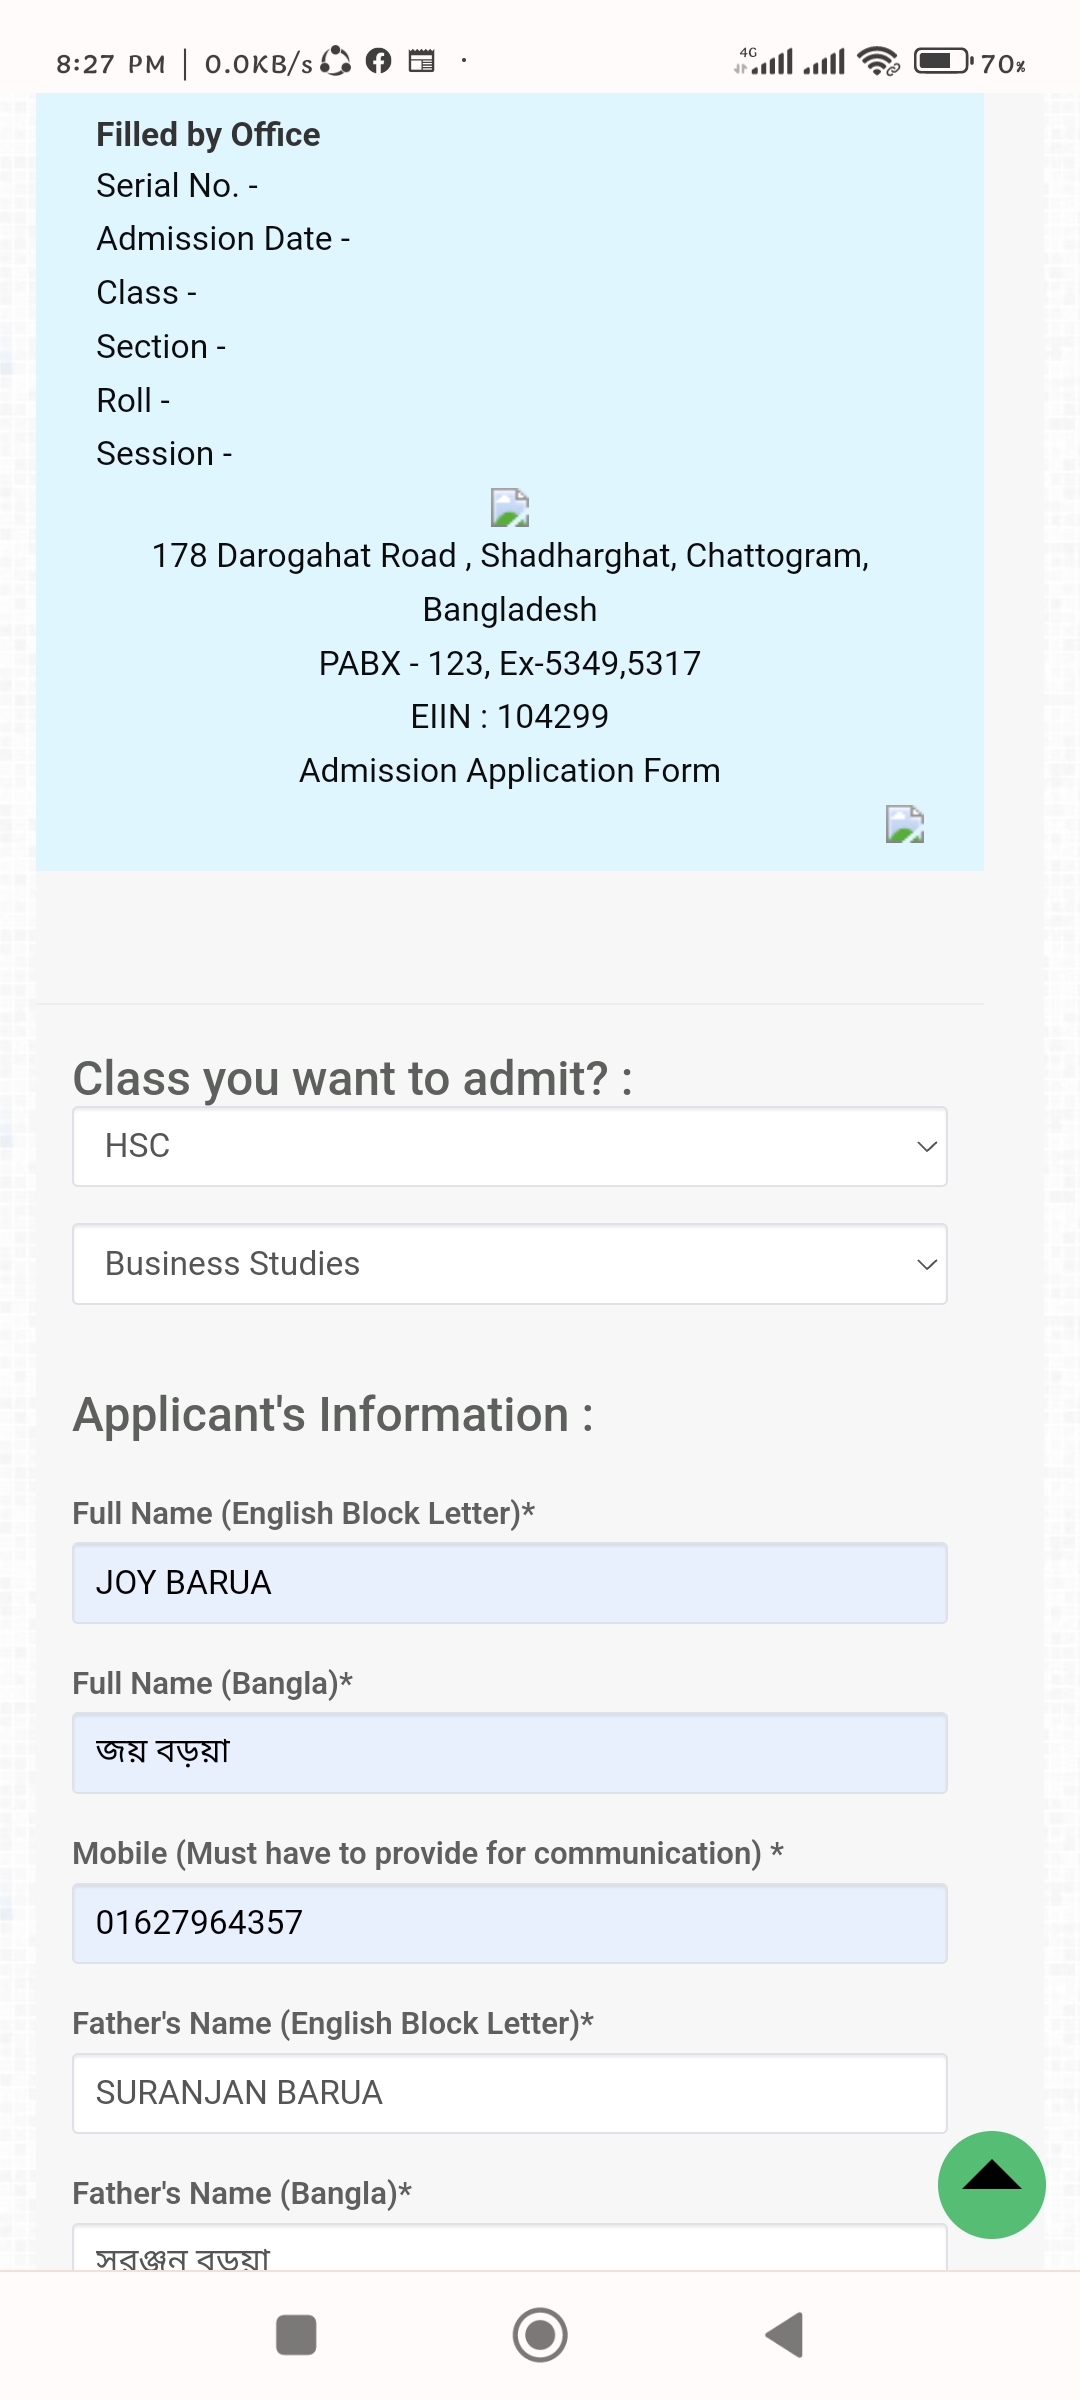 8:27 PM | 0.0KB/s 4G 70%
Filled by Office
Serial No. -
Admission Date -
Class -
Section -
Roll -
Session -
178 Darogahat Road , Shadharghat, Chattogram,
Bangladesh
PABX - 123, Ex-5349,5317
EIIN : 104299
Admission Application Form
Class you want to admit? :
HSC
Business Studies
Applicant's Information :
Full Name (English Block Letter)*
JOY BARUA
Full Name (Bangla)*
জয় বড়য়া
Mobile (Must have to provide for communication) *
01627964357
Father's Name (English Block Letter)*
SURANJAN BARUA
Father's Name (Bangla)*